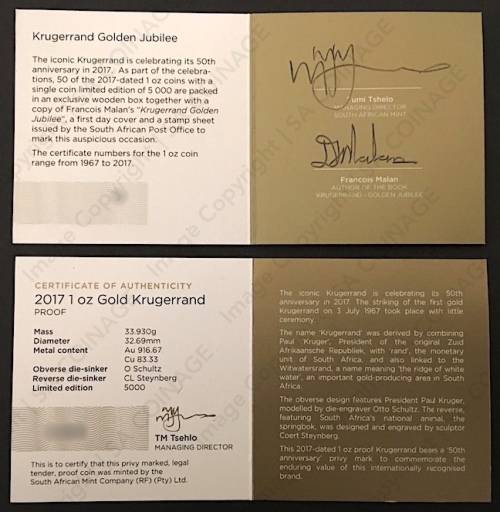 Krugerrand Golden Jubilee
The iconic Krugerrand is celebrating its 50th
anniversary in 2017. As part of the celebra-
tions, 50 of the 2017-dated 1 oz coins with a
single coin limited edition of 5 000 are packed
in an exclusive wooden box together with a
copy of Francois Malan's "Krugerrand Golden
Jubilee", a first day cover and a stamp sheet
issued by the South African Post Office to
mark this auspicious occasion.
The certificate numbers for the 1 oz coin
range from 1967 to 2017.
Tumi Tsehlo
MANAGING DIRECTOR
SOUTH AFRICAN MINT
Francois Malan
AUTHOR OF THE BOOK
KRUGERRAND - GOLDEN JUBILEE
CERTIFICATE OF AUTHENTICITY
2017 1 oz Gold Krugerrand
PROOF
Mass 33.930g
Diameter 32.69mm
Metal content Au 916.67
Cu 83.33
Obverse die-sinker O Schultz
Reverse die-sinker CL Steynberg
Limited edition 5000
TM Tsehlo
MANAGING DIRECTOR
This is to certify that this privy marked, legal
tender, proof coin was minted by the
South African Mint Company (RF) (Pty) Ltd.
The iconic Krugerrand is celebrating its 50th
anniversary in 2017. The striking of the first gold
Krugerrand on 3 July 1967 took place with little
ceremony.
The name 'Krugerrand' was derived by combining
'Paul Kruger', President of the original Zuid
Afrikaansche Republiek, with 'rand', the monetary
unit of South Africa, and also linked to the
Witwatersrand, a name meaning 'the ridge of white
water', an important gold-producing area in South
Africa.
The obverse design features President Paul Kruger,
modelled by die-engraver Otto Schultz. The reverse,
featuring South Africa's national animal, the
springbok, was designed and engraved by sculptor
Coert Steynberg.
This 2017-dated 1 oz proof Krugerrand bears a '50th
anniversary' privy mark to commemorate the
enduring value of this internationally recognised
brand.